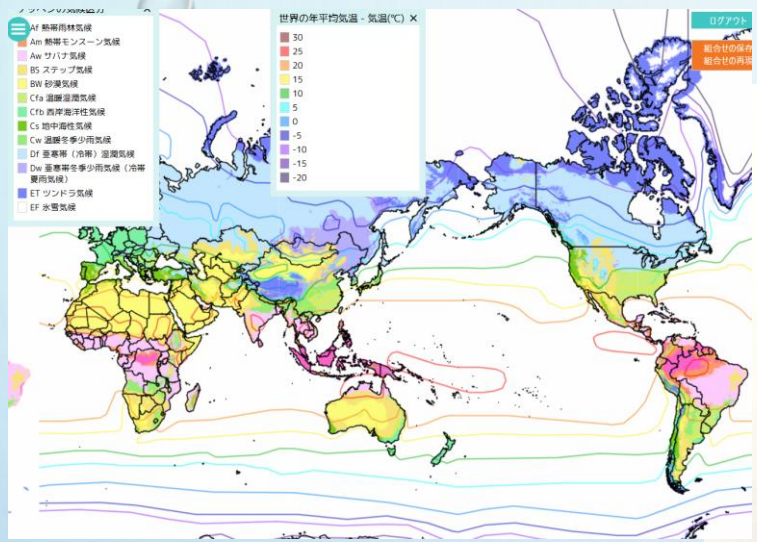 Af 熱帯雨林気候
Am 熱帯モンスーン気候
Aw サバナ気候
BS ステップ気候
BW 砂漠気候
Cfa 温暖湿潤気候
Cfb 西岸海洋性気候
Cs 地中海性気候
Cw 温暖冬季少雨気候
Df 亜寒帯（冷帯）湿潤気候
Dw 亜寒帯冬季少雨気候（冷帯
夏雨気候）
ET ツンドラ気候
EF 氷雪気候
世界の年平均気温 - 気温(℃) ×
30
25
20
15
10
5
0
-5
-10
-15
-20
ログアウト
組合せの保存
組合せの再現